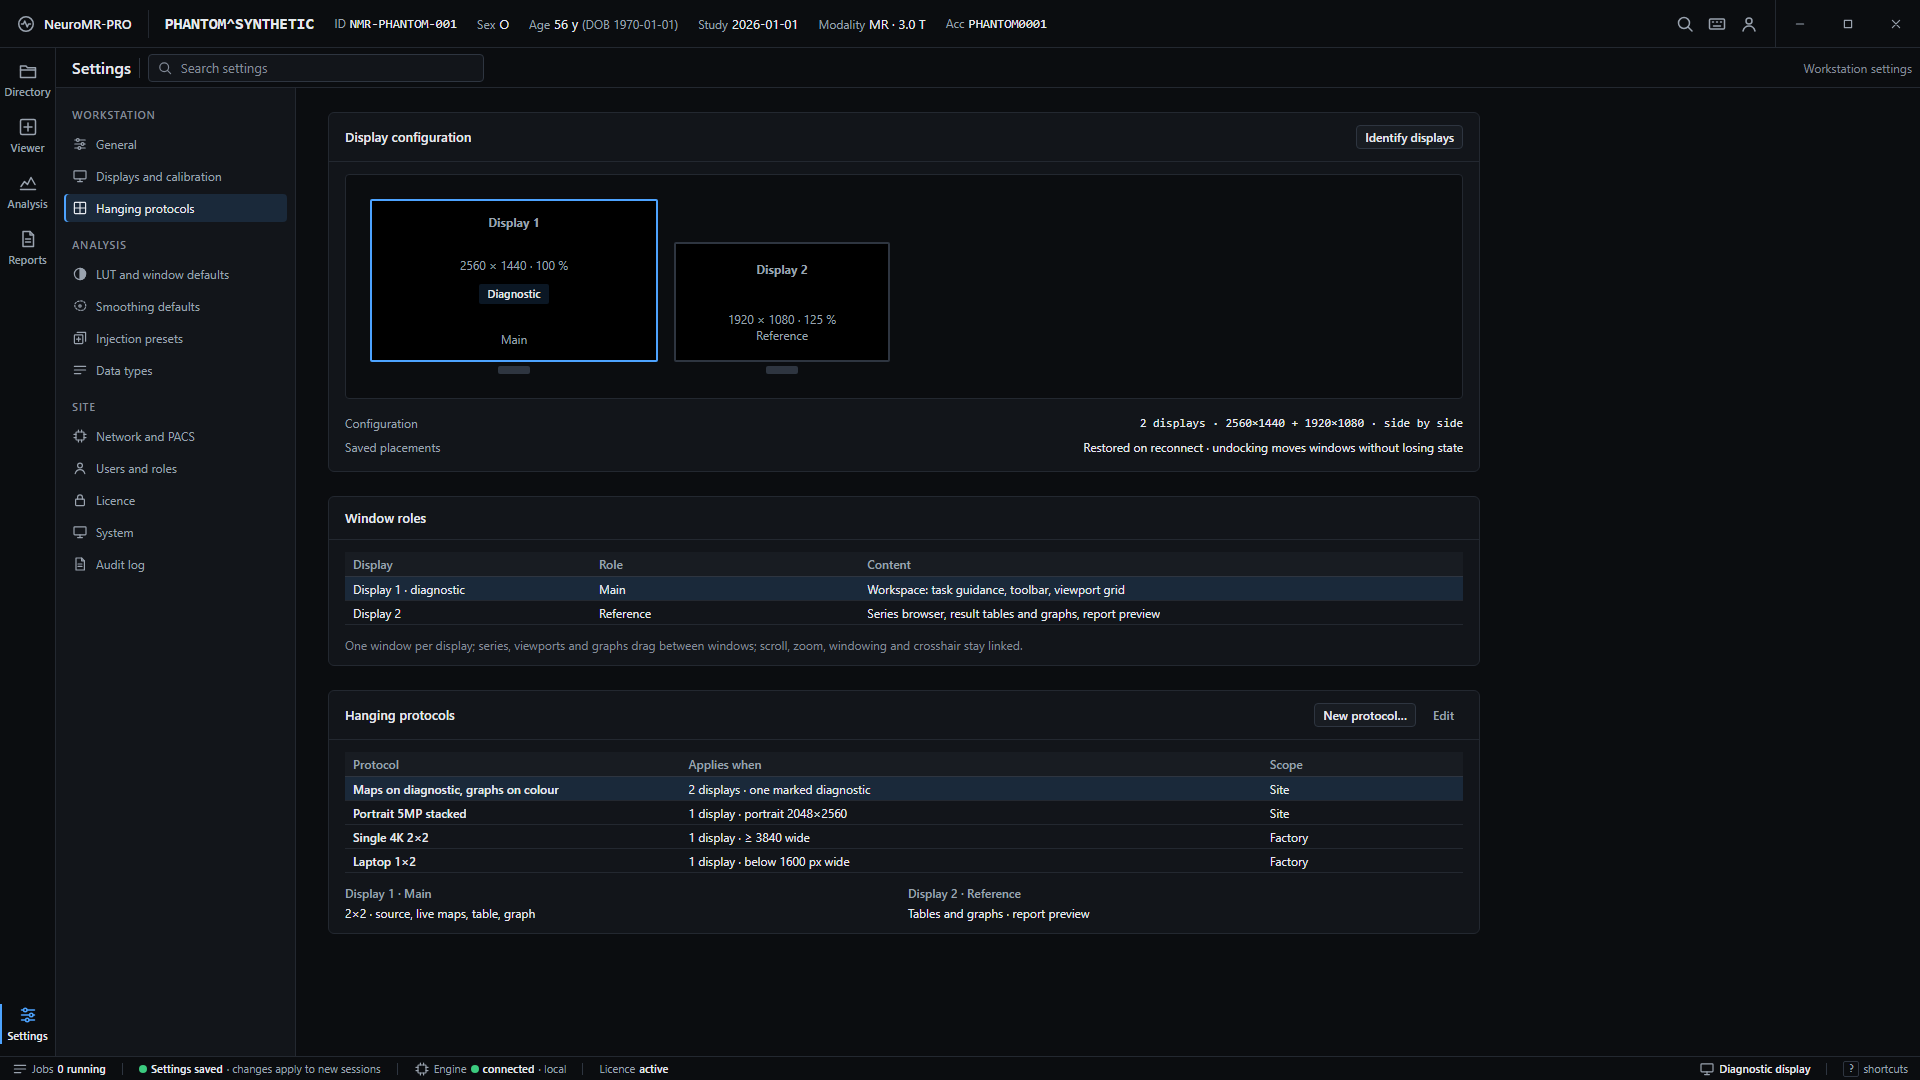 NeuroMR-PRO PHANTOM^SYNTHETIC ID NMR-PHANTOM-001 Sex O Age 56 y (DOB 1970-01-01) Study 2026-01-01 Modality MR · 3.0 T Acc PHANTOM0001
Settings Search settings Workstation settings
Directory
Viewer
Analysis
Reports
Settings
WORKSTATION
General
Displays and calibration
Hanging protocols
ANALYSIS
LUT and window defaults
Smoothing defaults
Injection presets
Data types
SITE
Network and PACS
Users and roles
Licence
System
Audit log
Display configuration Identify displays
Display 1
2560 × 1440 · 100 %
Diagnostic
Main
Display 2
1920 × 1080 · 125 %
Reference
Configuration 2 displays · 2560×1440 + 1920×1080 · side by side
Saved placements Restored on reconnect · undocking moves windows without losing state
Window roles
Display Role Content
Display 1 · diagnostic Main Workspace: task guidance, toolbar, viewport grid
Display 2 Reference Series browser, result tables and graphs, report preview
One window per display; series, viewports and graphs drag between windows; scroll, zoom, windowing and crosshair stay linked.
Hanging protocols New protocol... Edit
Protocol Applies when Scope
Maps on diagnostic, graphs on colour 2 displays · one marked diagnostic Site
Portrait 5MP stacked 1 display · portrait 2048×2560 Site
Single 4K 2×2 1 display · ≥ 3840 wide Factory
Laptop 1×2 1 display · below 1600 px wide Factory
Display 1 · Main Display 2 · Reference
2×2 · source, live maps, table, graph Tables and graphs · report preview
Jobs 0 running Settings saved · changes apply to new sessions Engine connected · local Licence active Diagnostic display ? shortcuts